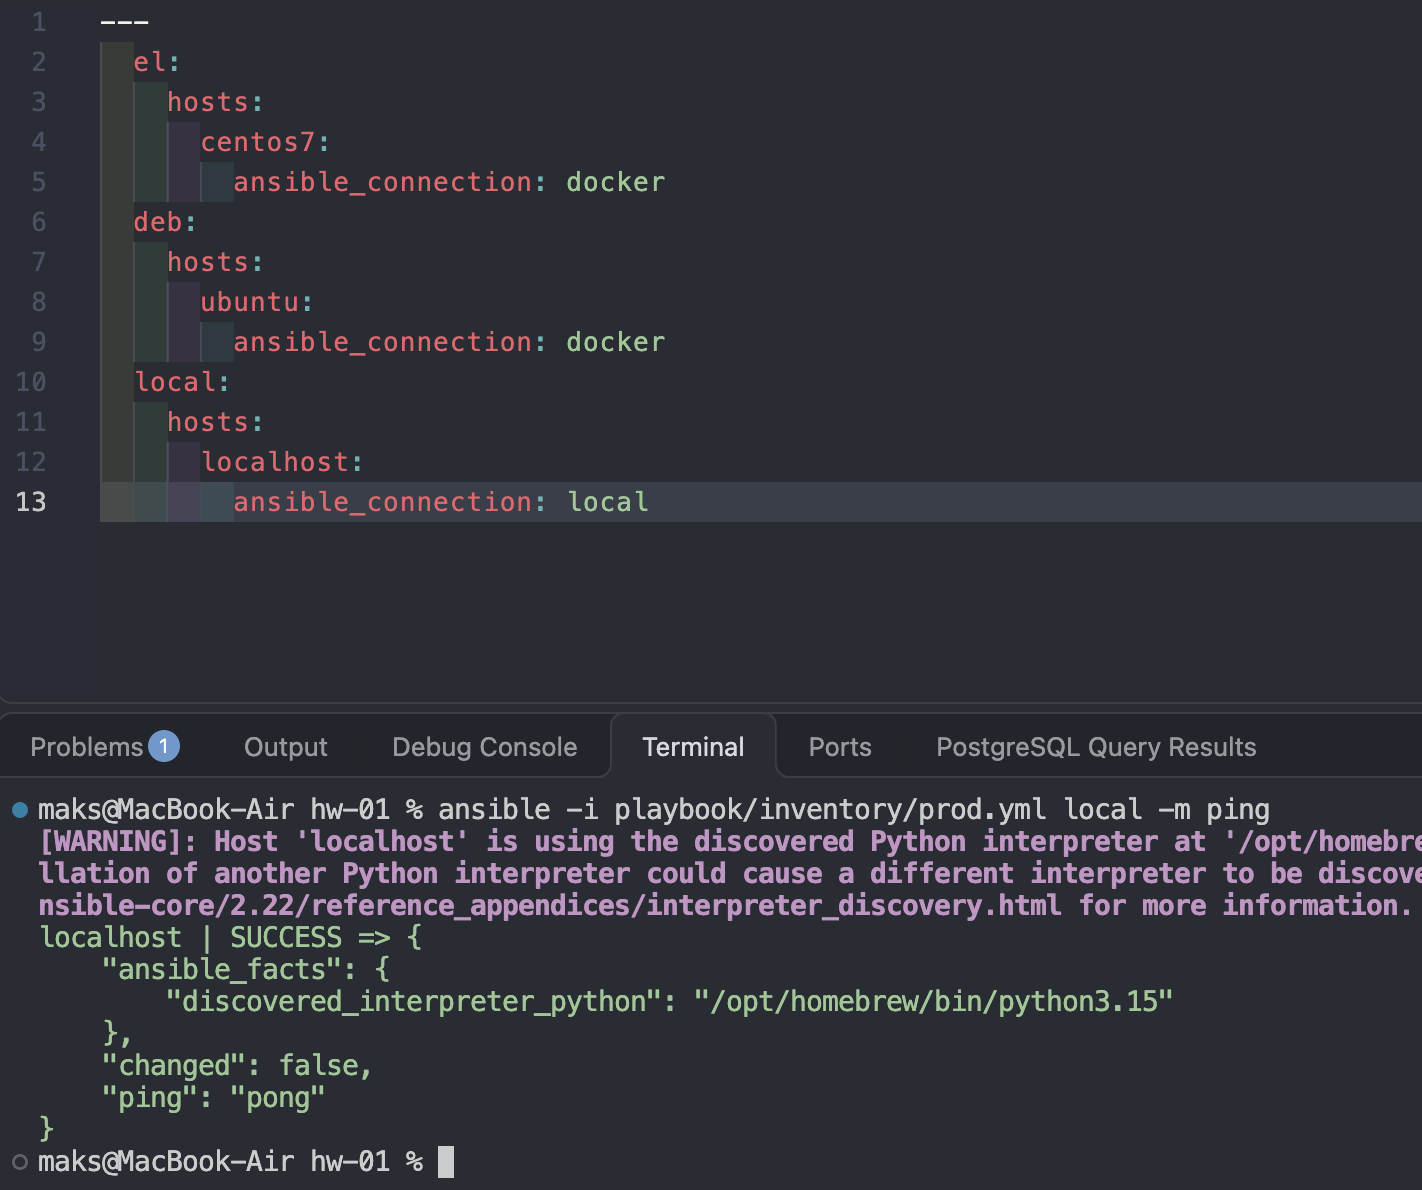 1 ---
2 el:
3 hosts:
4 centos7:
5 ansible_connection: docker
6 deb:
7 hosts:
8 ubuntu:
9 ansible_connection: docker
10 local:
11 hosts:
12 localhost:
13 ansible_connection: local
Problems 1 Output Debug Console Terminal Ports PostgreSQL Query Results
maks@MacBook-Air hw-01 % ansible -i playbook/inventory/prod.yml local -m ping
[WARNING]: Host 'localhost' is using the discovered Python interpreter at '/opt/homebre
llation of another Python interpreter could cause a different interpreter to be discove
nsible-core/2.22/reference_appendices/interpreter_discovery.html for more information.
localhost | SUCCESS => {
"ansible_facts": {
"discovered_interpreter_python": "/opt/homebrew/bin/python3.15"
},
"changed": false,
"ping": "pong"
}
maks@MacBook-Air hw-01 %